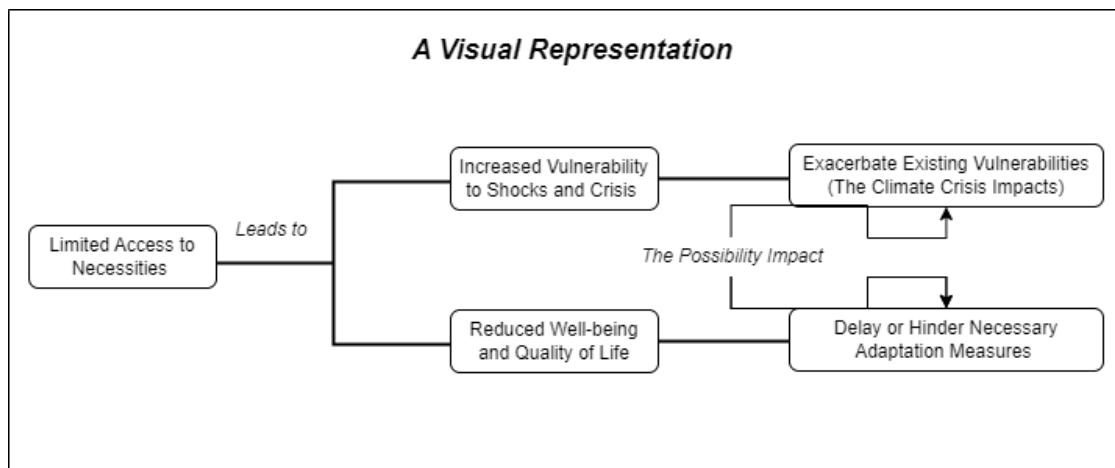 A Visual Representation
Increased Vulnerability
to Shocks and Crisis
Exacerbate Existing Vulnerabilities
(The Climate Crisis Impacts)
Leads to
Limited Access to
Necessities
The Possibility Impact
Reduced Well-being
and Quality of Life
Delay or Hinder Necessary
Adaptation Measures